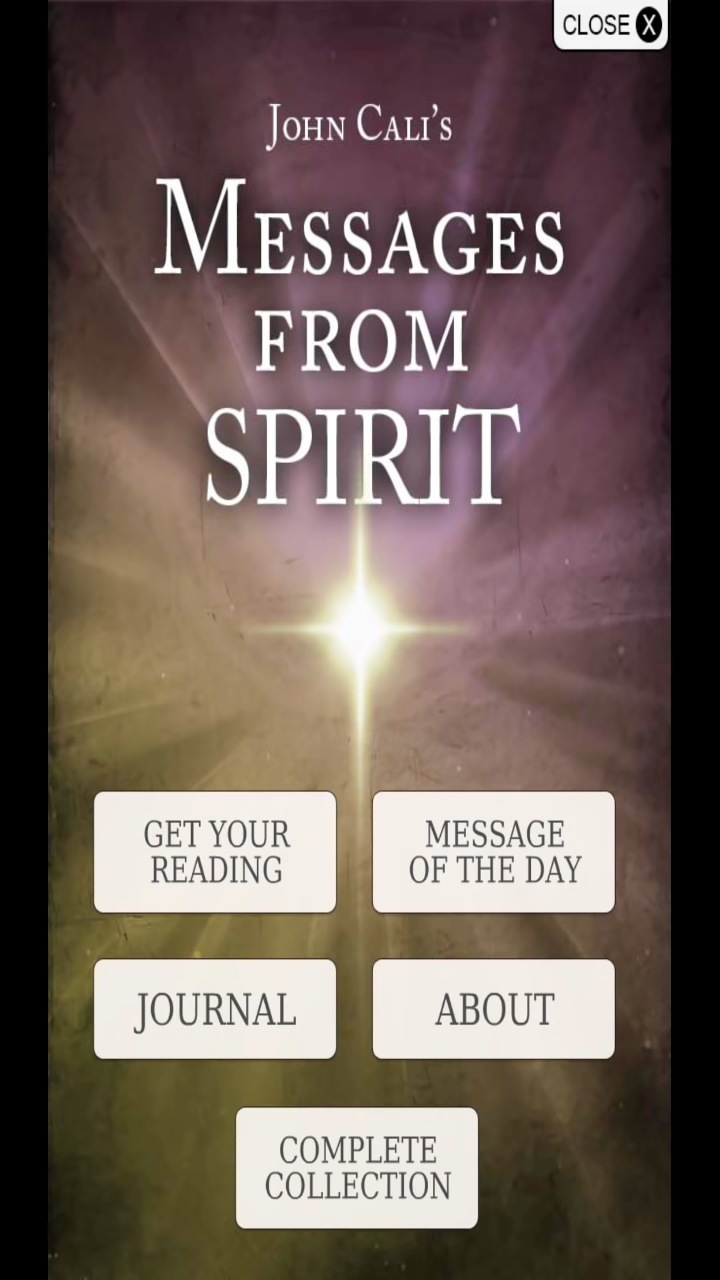 CLOSE X
John Cali's
Messages
from
SPIRIT
GET YOUR
READING
MESSAGE
OF THE DAY
JOURNAL
ABOUT
COMPLETE
COLLECTION